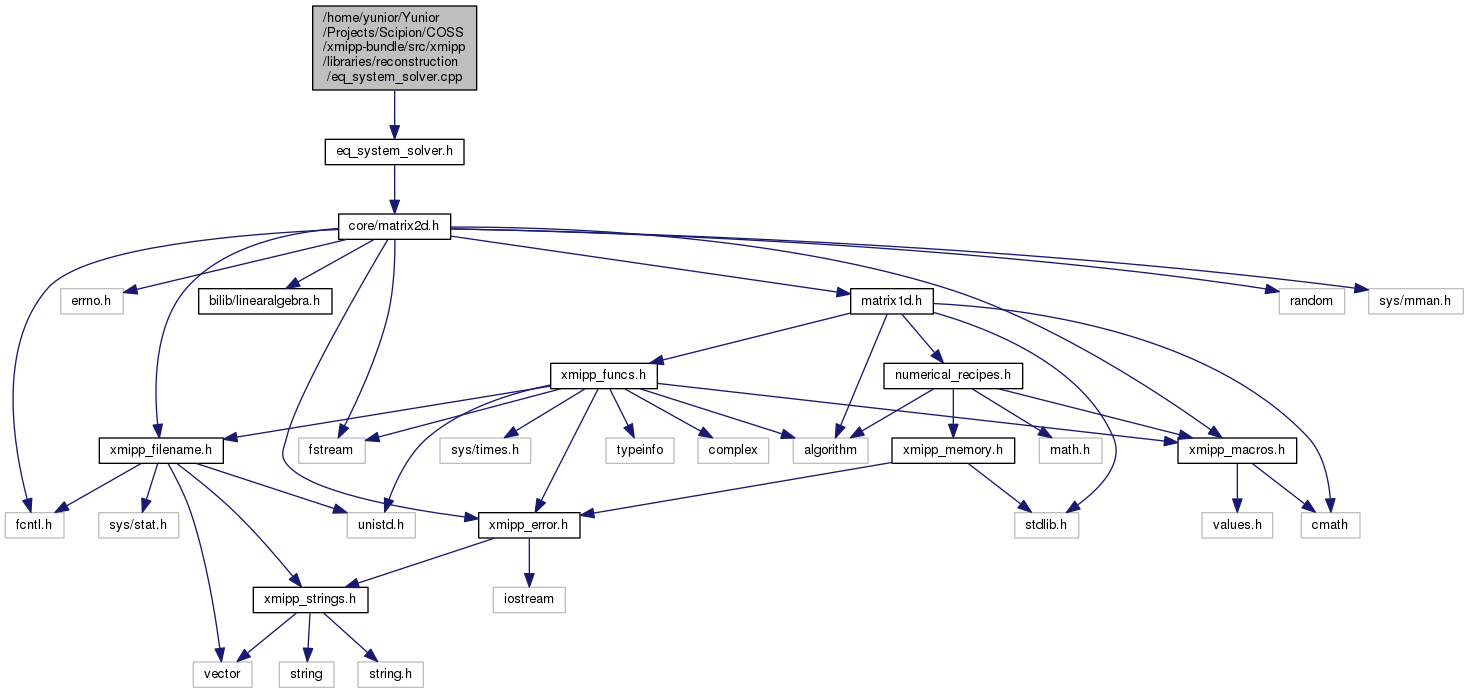 /home/yunior/Yunior
/Projects/Scipion/COSS
/xmipp-bundle/src/xmipp
/libraries/reconstruction
/eq_system_solver.cpp
eq_system_solver.h
core/matrix2d.h
errno.h
bilib/linearalgebra.h
matrix1d.h
random
sys/mman.h
xmipp_funcs.h
numerical_recipes.h
xmipp_filename.h
fstream
sys/times.h
typeinfo
complex
algorithm
xmipp_memory.h
math.h
xmipp_macros.h
fcntl.h
sys/stat.h
unistd.h
xmipp_error.h
stdlib.h
values.h
cmath
xmipp_strings.h
iostream
vector
string
string.h